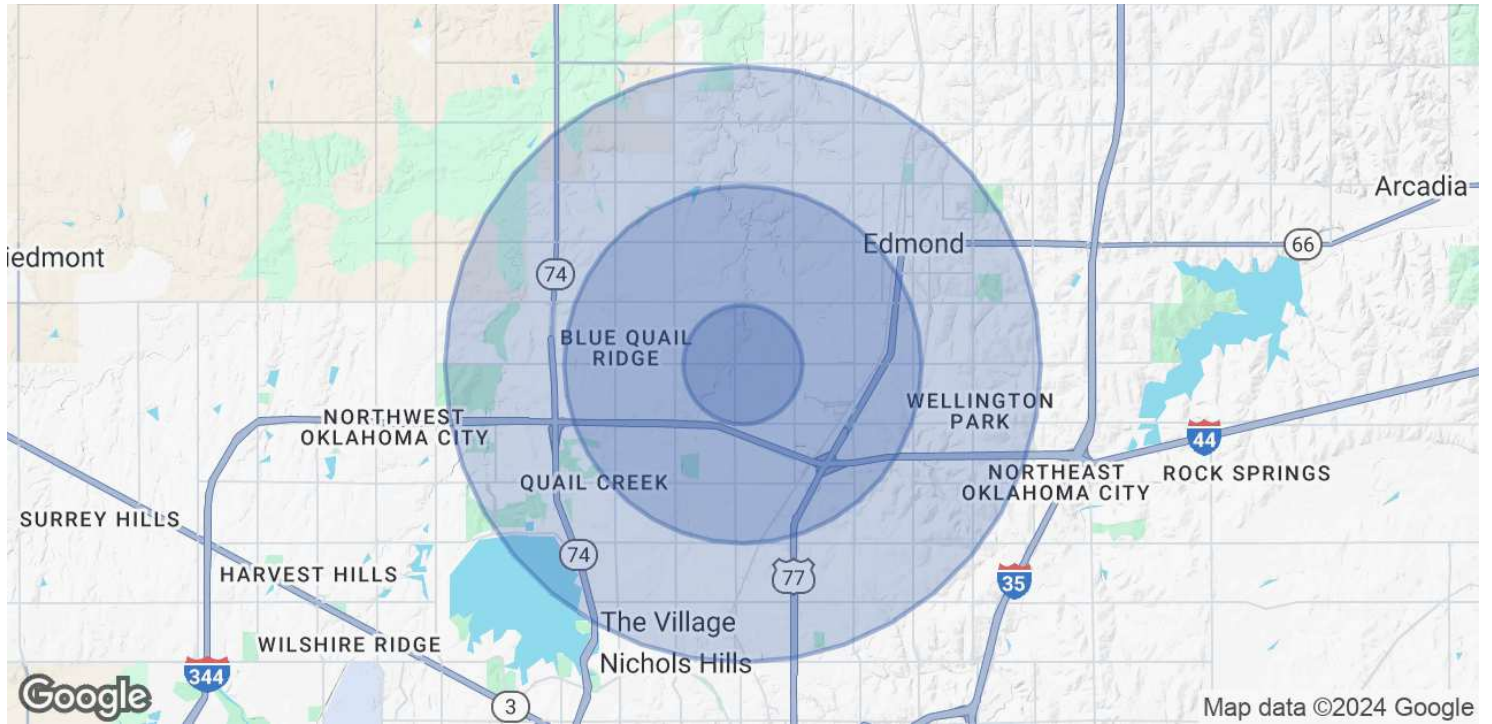 Arcadia
Edmond
66
iedmont
74
BLUE QUAIL
RIDGE
WELLINGTON
PARK
NORTHWEST
OKLAHOMA CITY
44
QUAIL CREEK
NORTHEAST
OKLAHOMA CITY
ROCK SPRINGS
SURREY HILLS
74
HARVEST HILLS
77
35
The Village
WILSHIRE RIDGE
Nichols Hills
344
3
Google
Map data ©2024 Google